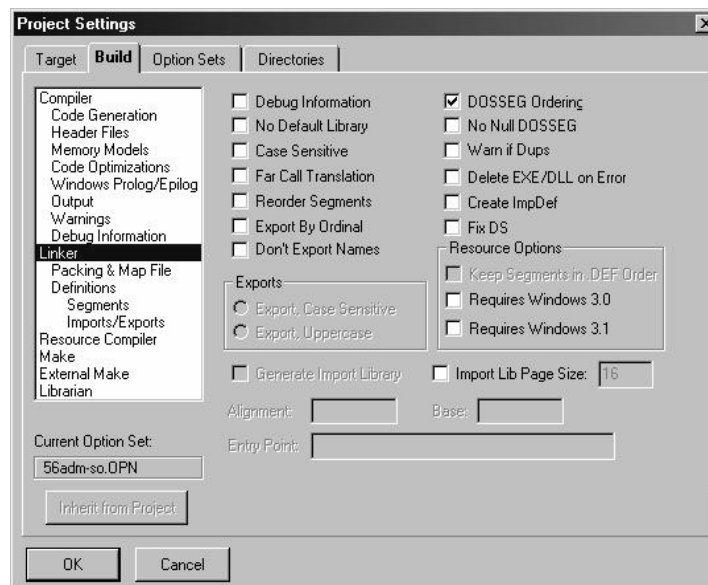 Project Settings
Target Build Option Sets Directories
Compiler
Code Generation
Header Files
Memory Models
Code Optimizations
Windows Prolog/Epilog
Output
Warnings
Debug Information
Linker
Packing & Map File
Definitions
Segments
Imports/Exports
Resource Compiler
Make
External Make
Librarian
Current Option Set:
56adm-so.OPN
Inherit from Project
Debug Information
No Default Library
Case Sensitive
Far Call Translation
Reorder Segments
Export By Ordinal
Don't Export Names
Exports
Export, Case Sensitive
Export, Uppercase
Generate Import Library
DOSSEG Ordering
No Null DOSSEG
Warn if Dups
Delete EXE/DLL on Error
Create ImpDef
Fix DS
Resource Options
Keep Segments in .DEF Order
Requires Windows 3.0
Requires Windows 3.1
Import Lib Page Size: 16
Alignment: Base:
Entry Point:
OK Cancel